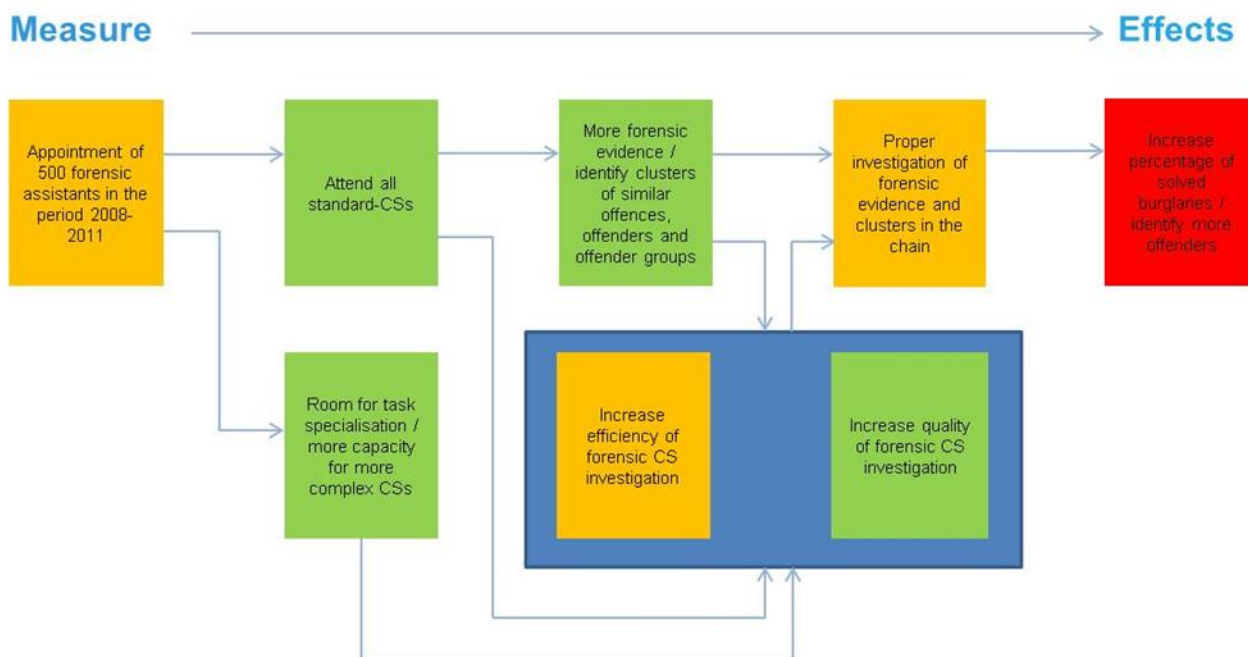 Measure
Effects
Appointment of
500 forensic
assistants in the
period 2008-
2011
Attend all
standard-CSs
More forensic
evidence /
identify clusters
of similar
offences,
offenders and
offender groups
Proper
investigation of
forensic
evidence and
clusters in the
chain
Increase
percentage of
solved
burglaries /
identify more
offenders
Room for task
specialisation /
more capacity
for more
complex CSs
Increase
efficiency of
forensic CS
investigation
Increase quality
of forensic CS
investigation